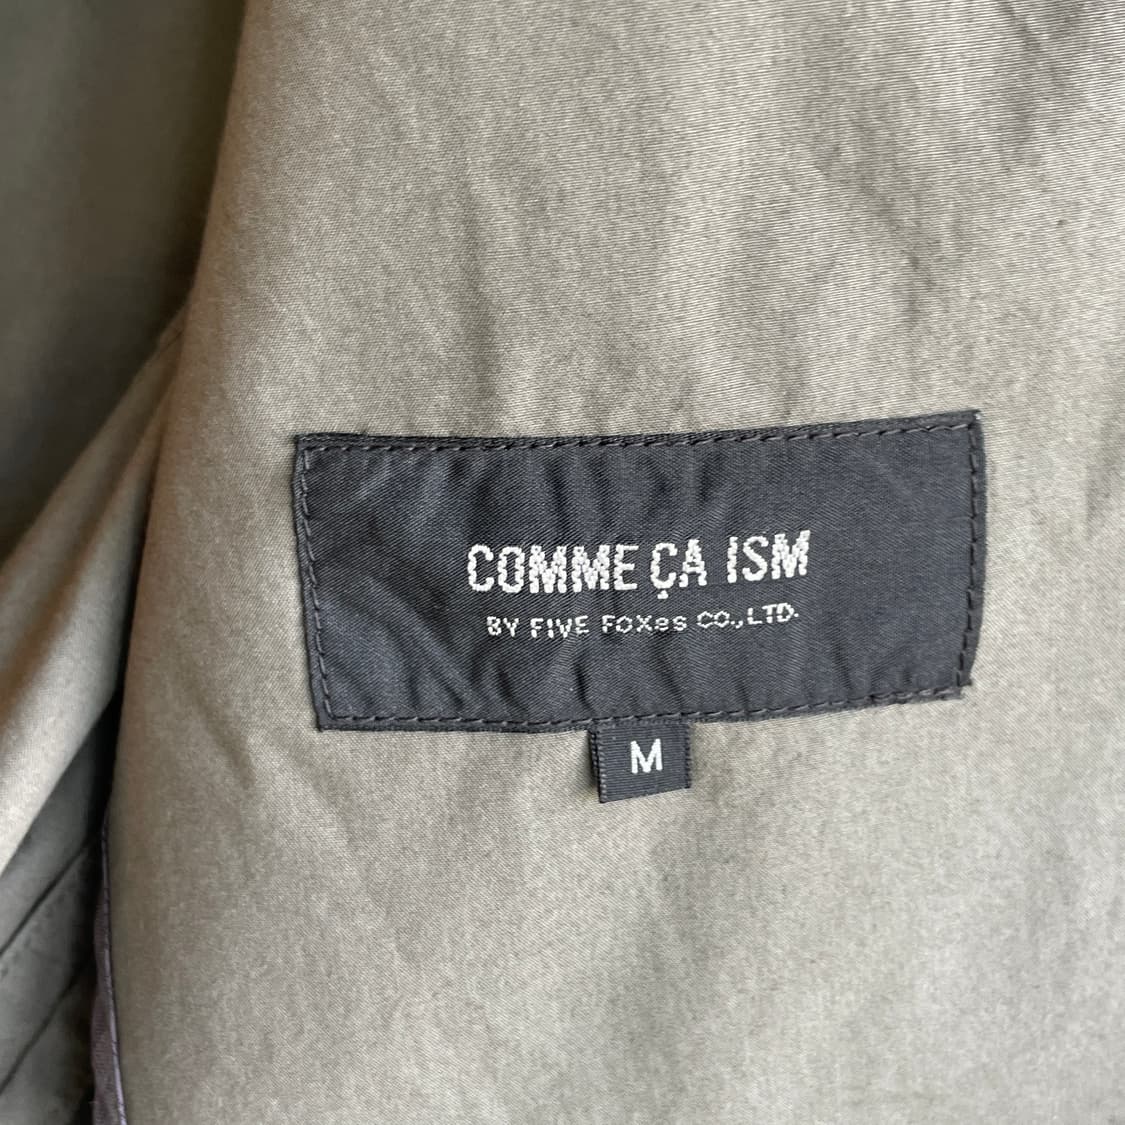 COMME ÇA ISM
BY FIVE FOXes CO.,LTD.
M